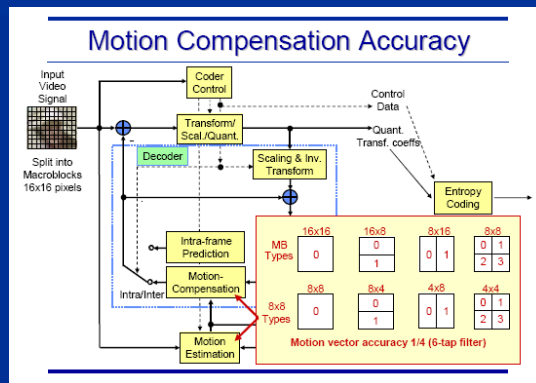 Motion Compensation Accuracy
Input
Video
Signal
Split into
Macroblocks
16x16 pixels
Coder
Control
Transform/
Scal./Quant.
-
Decoder
Scaling & Inv.
Transform
Control
Data
Quant.
Transf. coeffs
Entropy
Coding
Intra-frame
Prediction
Motion-
Compensation
Intra/Inter
Motion
Estimation
16x16 16x8 8x16 8x8
MB
Types
0 0 1 0 1 0 1 2 3
8x8 8x4 4x8 4x4
8x8
Types
0 0 1 0 1 0 1 2 3
Motion vector accuracy 1/4 (6-tap filter)